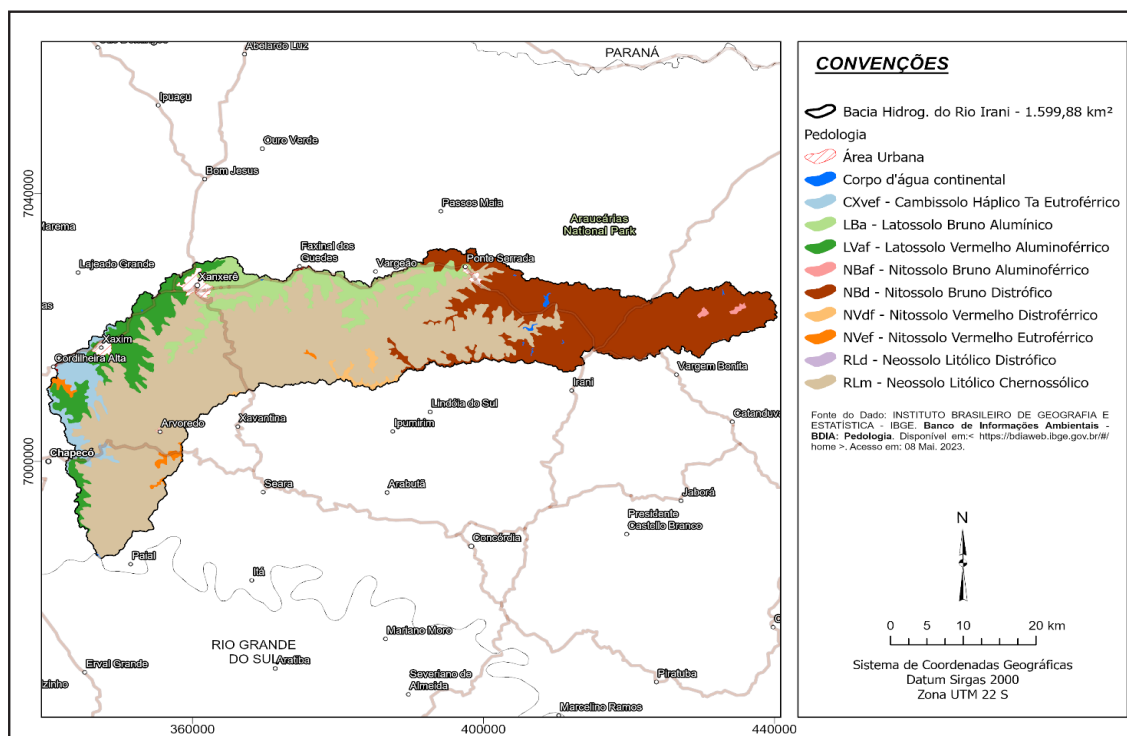 Abelardo Luz
PARANÁ
Ipuaçu
Ouro Verde
Bom Jesus
7040000
Passos Maia
Araucárias
National Park
Marema
Lajeado Grande
Faxinal dos
Guedes
Vargeão
Ponte Serrada
Xanxerê
Xaxim
Cordilheira Alta
Vargem Bonita
Irani
Lindóia do Sul
Catanduva
Arvoredo
Xavantina
Ipumirim
7000000
Chapecó
Seara
Arabutã
Jaborá
Presidente
Castello Branco
Concórdia
Paial
Itá
Mariano Moro
RIO GRANDE
DO SUL
Aratiba
Erval Grande
Severiano de
Almeida
Piratuba
zinho
Marcelino Ramos
360000
400000
440000
CONVENÇÕES
Bacia Hidrog. do Rio Irani - 1.599,88 km²
Pedologia
Área Urbana
Corpo d'água continental
CXvef - Cambissolo Háplico Ta Eutroférrico
LBa - Latossolo Bruno Alumínico
LVaf - Latossolo Vermelho Aluminoférrico
NBaf - Nitossolo Bruno Aluminoférrico
NBd - Nitossolo Bruno Distrófico
NVdf - Nitossolo Vermelho Distroférrico
NVef - Nitossolo Vermelho Eutroférrico
RLd - Neossolo Litólico Distrófico
RLm - Neossolo Litólico Chernossólico
Fonte do Dado: INSTITUTO BRASILEIRO DE GEOGRAFIA E
ESTATÍSTICA - IBGE. Banco de Informações Ambientais -
BDIA: Pedologia. Disponível em:< https://bdiaweb.ibge.gov.br/#/
home >. Acesso em: 08 Mai. 2023.
N
0 5 10 20 km
Sistema de Coordenadas Geográficas
Datum Sirgas 2000
Zona UTM 22 S